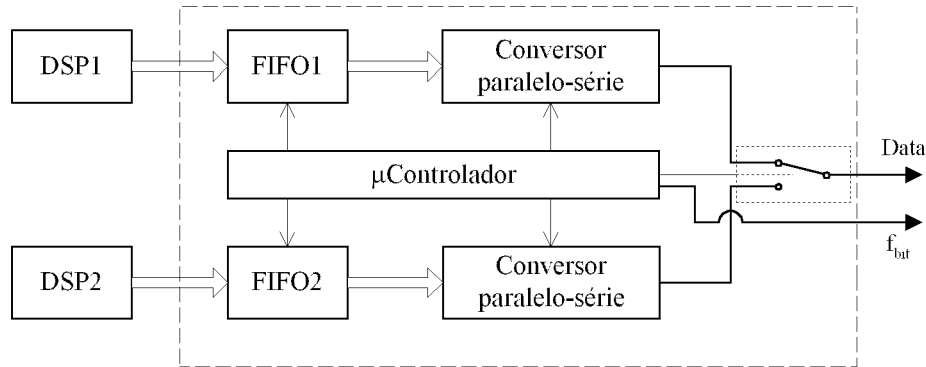 DSP1
FIFO1
Conversor
paralelo-série
µControlador
Data
f_bit
DSP2
FIFO2
Conversor
paralelo-série